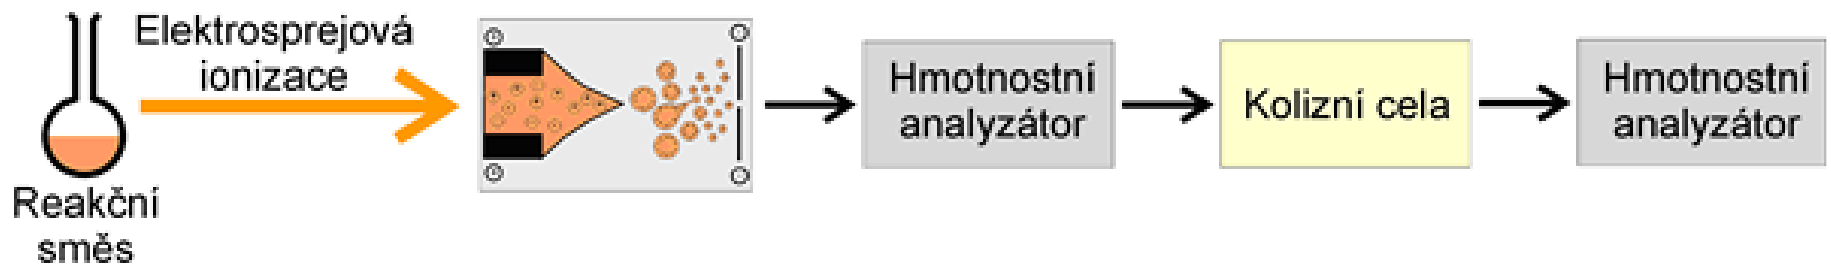 Elektrosprejová
ionizace
Reakční
směs
Hmotnostní
analyzátor
Kolizní cela
Hmotnostní
analyzátor